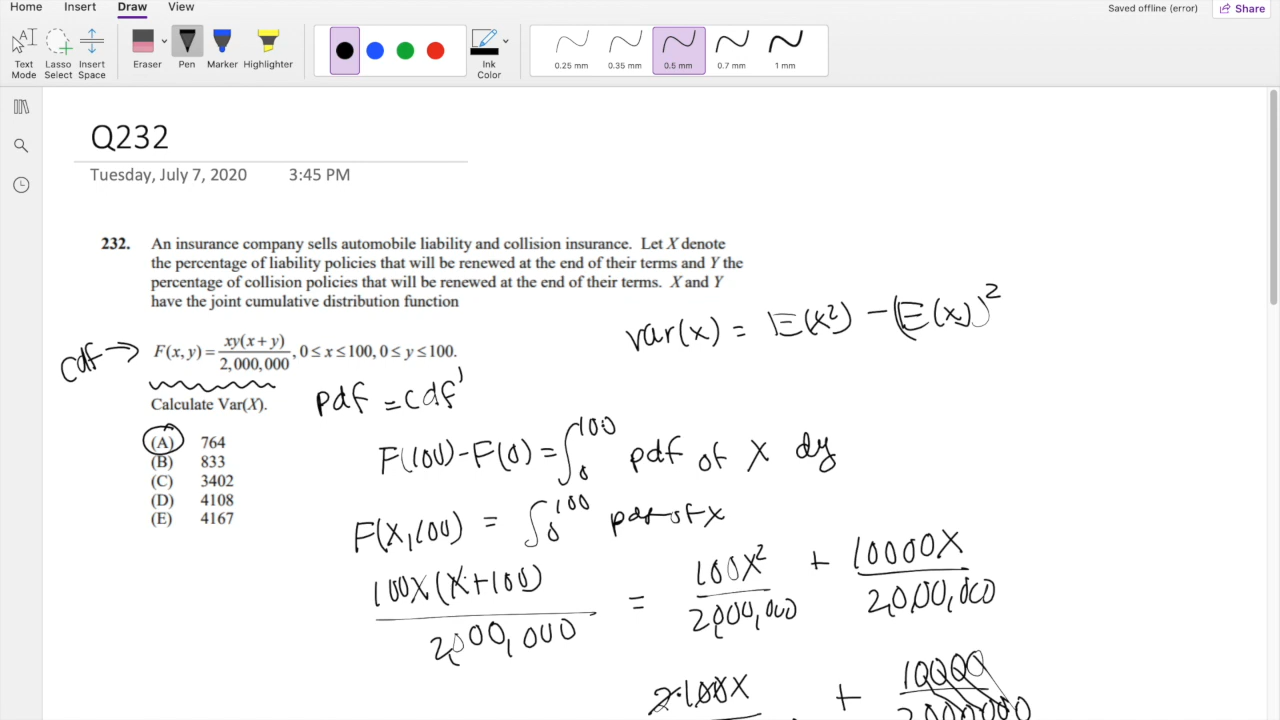 Home Insert Draw View
Saved offline (error) Share
Text Mode Lasso Select Insert Space Eraser Pen Marker Highlighter Ink Color 0.25 mm 0.35 mm 0.5 mm 0.7 mm 1 mm
Q232
Tuesday, July 7, 2020 3:45 PM
232. An insurance company sells automobile liability and collision insurance. Let X denote
the percentage of liability policies that will be renewed at the end of their terms and Y the
percentage of collision policies that will be renewed at the end of their terms. X and Y
have the joint cumulative distribution function
var(x) = E(x²) - (E(x))²
cdf → F(x, y) = xy(x + y) / 2,000,000, 0 ≤ x ≤ 100, 0 ≤ y ≤ 100.
Calculate Var(X).
pdf = cdf'
(A) 764
(B) 833
(C) 3402
(D) 4108
(E) 4167
F(100) - F(0) = ∫₀¹⁰⁰ pdf of X dy
F(X,100) = ∫₀¹⁰⁰ pdf of X
100X(X+100) / 2,000,000 = 100X² / 2,000,000 + 10000X / 2,000,000
2·100X + 10000 / 2000000